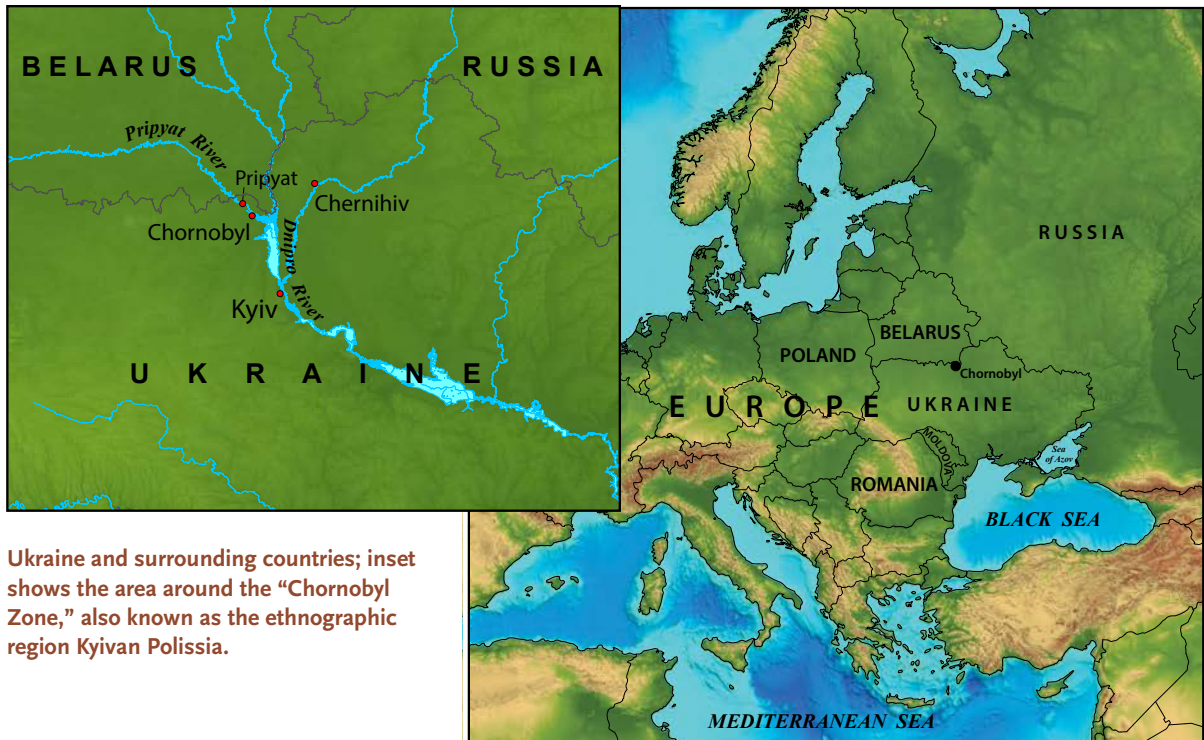 BELARUS
RUSSIA
Pripyat River
Pripyat
Chernihiv
Chornobyl
Dnipro River
Kyiv
UKRAINE
RUSSIA
BELARUS
POLAND
Chornobyl
EUROPE
UKRAINE
MOLDOVA
Sea
of Azov
ROMANIA
BLACK SEA
MEDITERRANEAN SEA
Ukraine and surrounding countries; inset
shows the area around the “Chornobyl
Zone,” also known as the ethnographic
region Kyivan Polissia.